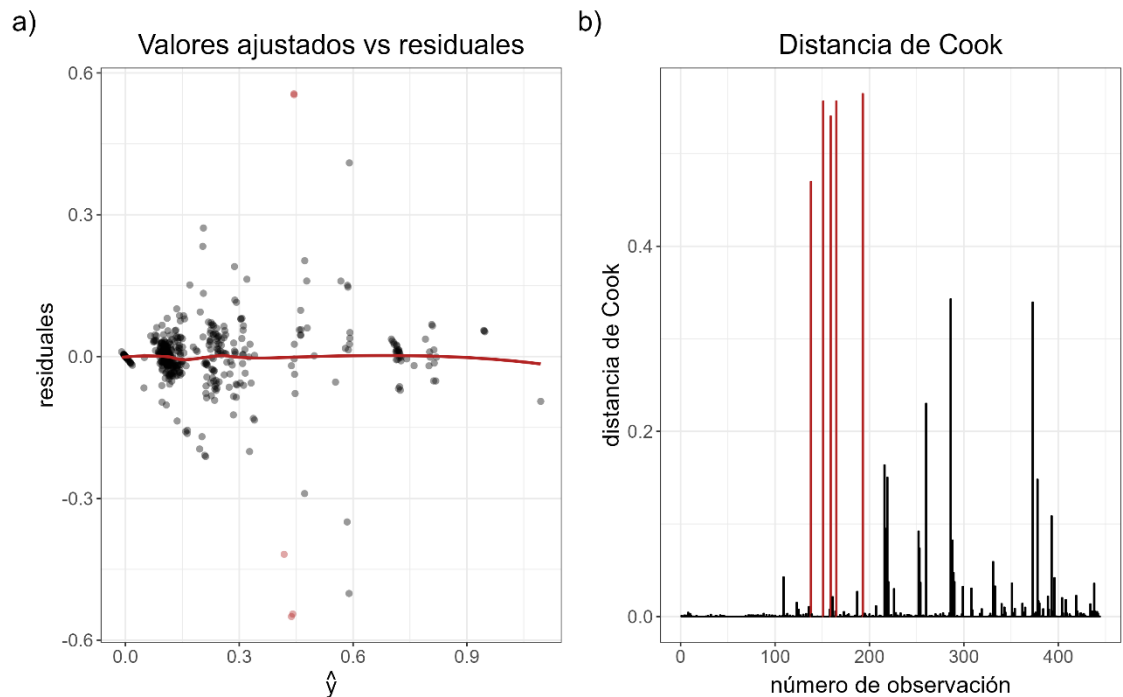 a)
Valores ajustados vs residuales
0.6
0.3
0.0
-0.3
-0.6
residuales
0.0
0.3
0.6
0.9
ŷ
b)
Distancia de Cook
0.4
0.2
0.0
distancia de Cook
0
100
200
300
400
número de observación